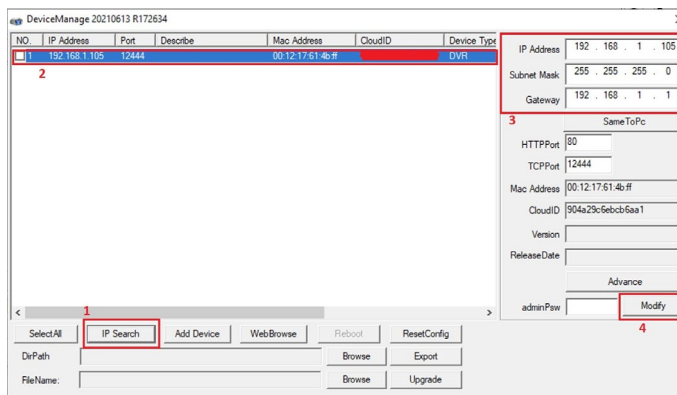 DeviceManage 20210613 R172634
NO. IP Address Port Describe Mac Address CloudID Device Type
1 192.168.1.105 12444 00:12:17:61:4b:ff DVR
2
IP Address 192 . 168 . 1 . 105
Subnet Mask 255 . 255 . 255 . 0
Gateway 192 . 168 . 1 . 1
3
SameToPc
HTTPPort 80
TCPPort 12444
Mac Address 00:12:17:61:4b:ff
CloudID 904a29c6ebcb6aa1
Version
ReleaseDate
Advance
adminPsw Modify
4
1
SelectAll IP Search Add Device WebBrowse Reboot ResetConfig
DirPath Browse Export
FileName: Browse Upgrade